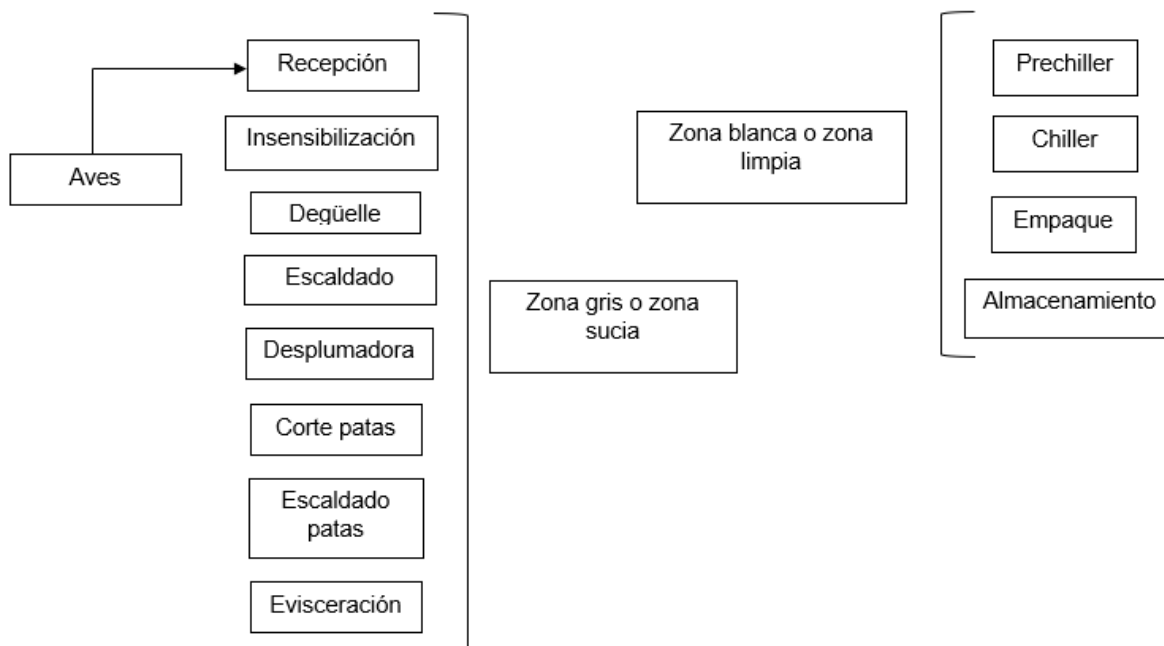 Aves
Recepción
Insensibilización
Degüelle
Escaldado
Desplumadora
Corte patas
Escaldado
patas
Evisceración
Zona gris o zona
sucia
Zona blanca o zona
limpia
Prechiller
Chiller
Empaque
Almacenamiento